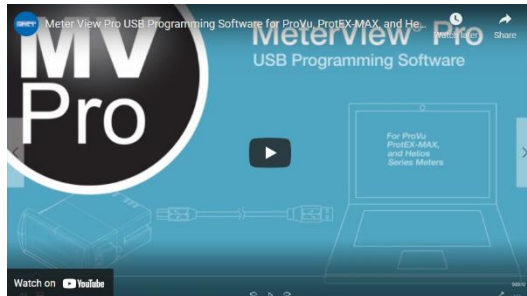 Meter View Pro USB Programming Software for ProVu, ProtEX-MAX, and He...
Watch later
Share
MV
Pro
MeterView® Pro
USB Programming Software
For ProVu
ProtEX-MAX,
and Helios
Series Meters
Watch on YouTube